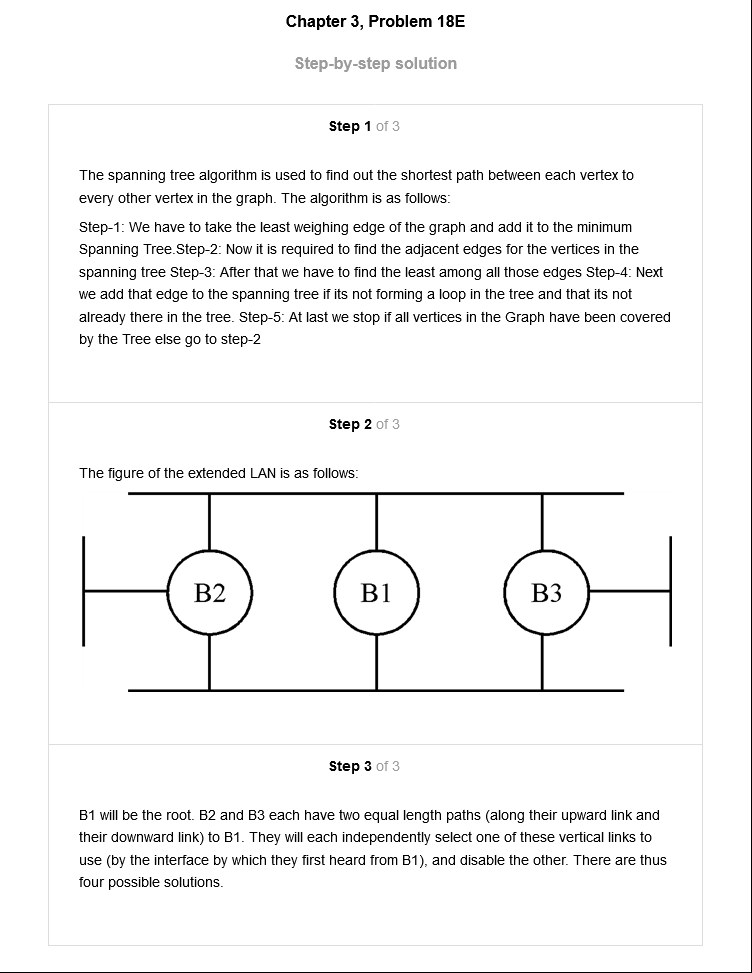 Chapter 3, Problem 18E
Step-by-step solution
Step 1 of 3
The spanning tree algorithm is used to find out the shortest path between each vertex to
every other vertex in the graph. The algorithm is as follows:
Step-1: We have to take the least weighing edge of the graph and add it to the minimum
Spanning Tree.Step-2: Now it is required to find the adjacent edges for the vertices in the
spanning tree Step-3: After that we have to find the least among all those edges Step-4: Next
we add that edge to the spanning tree if its not forming a loop in the tree and that its not
already there in the tree. Step-5: At last we stop if all vertices in the Graph have been covered
by the Tree else go to step-2
Step 2 of 3
The figure of the extended LAN is as follows:
B2 B1 B3
Step 3 of 3
B1 will be the root. B2 and B3 each have two equal length paths (along their upward link and
their downward link) to B1. They will each independently select one of these vertical links to
use (by the interface by which they first heard from B1), and disable the other. There are thus
four possible solutions.